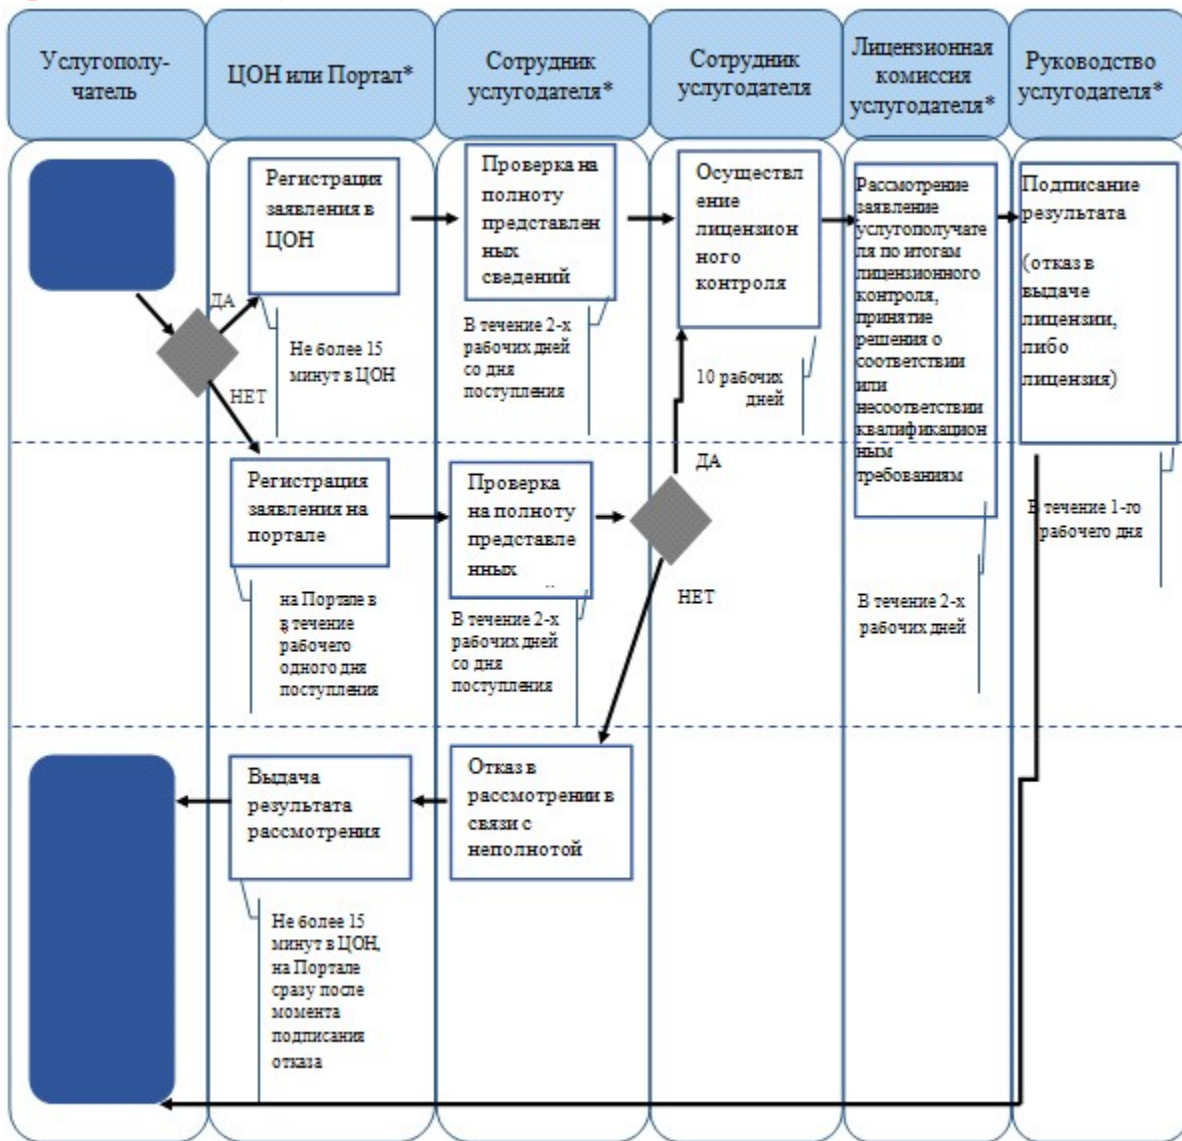 Услугополу-
чатель
ЦОН или Портал*
Сотрудник
услугодателя*
Сотрудник
услугодателя
Лицензионная
комиссия
услугодателя*
Руководство
услугодателя*
Регистрация
заявления в
ЦОН
Проверка на
полноту
представлен
ных
сведений
Осуществл
ение
лицензион
ного
контроля
Рассмотрение
заявление
услугополучате
ля по итогам
лицензионного
контроля,
принятие
решения о
соответствии
или
несоответствии
квалификацион
ным
требованиям
Подписание
результата
(отказ в
выдаче
лицензии,
либо
лицензия)
ДА
НЕТ
Не более 15
минут в ЦОН
В течение 2-х
рабочих дней
со дня
поступления
10 рабочих
дней
Регистрация
заявления на
портале
Проверка
на полноту
представле
нных
ДА
НЕТ
В течение 1-го
рабочего дня
на Портале в
в течение
рабочего
одного дня
поступления
В течение 2-х
рабочих дней
со дня
поступления
В течение 2-х
рабочих дней
Выдача
результата
рассмотрения
Отказ в
рассмотрении в
связи с
неполнотой
Не более 15
минут в ЦОН,
на Портале
сразу после
момента
подписания
отказа